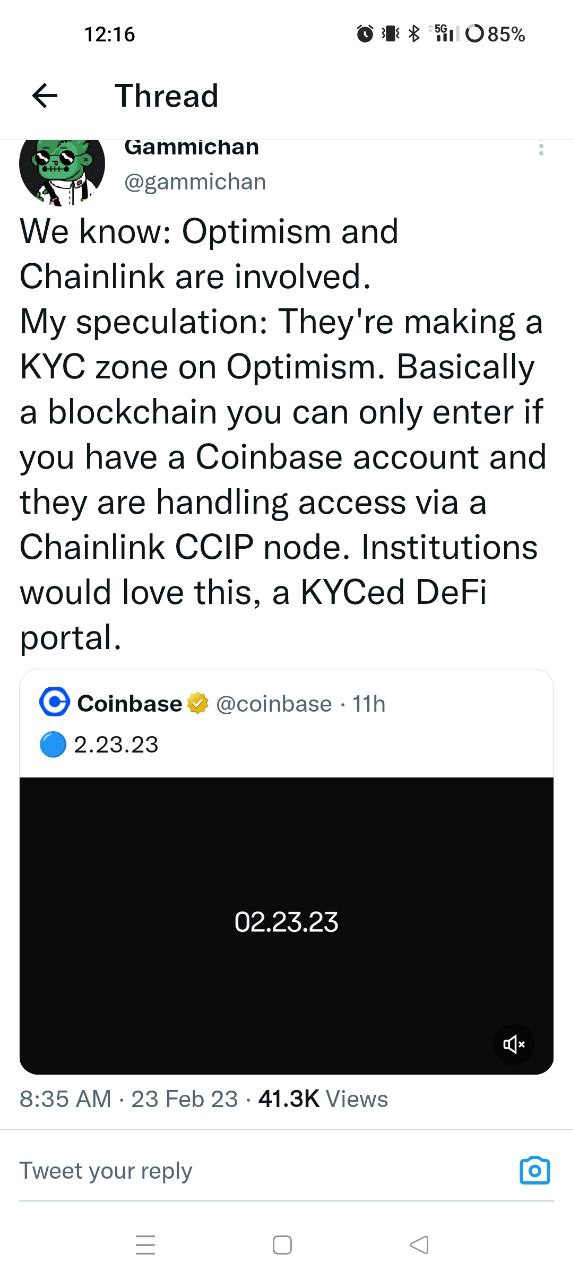 12:16
5G
85%
Thread
Gammichan
@gammichan
We know: Optimism and
Chainlink are involved.
My speculation: They're making a
KYC zone on Optimism. Basically
a blockchain you can only enter if
you have a Coinbase account and
they are handling access via a
Chainlink CCIP node. Institutions
would love this, a KYCed DeFi
portal.
Coinbase @coinbase · 11h
2.23.23
02.23.23
8:35 AM · 23 Feb 23 · 41.3K Views
Tweet your reply